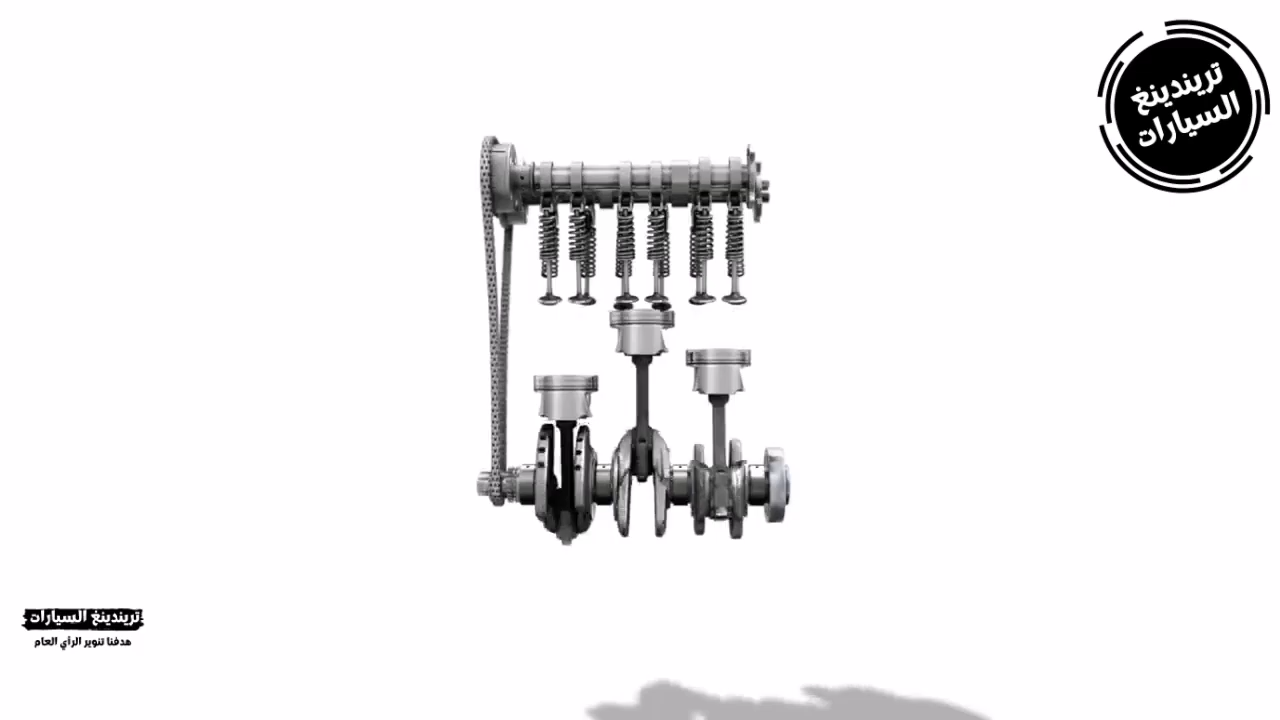 تريندينغ
السيارات
تريندينغ السيارات
هدفنا تنوير الرأي العام